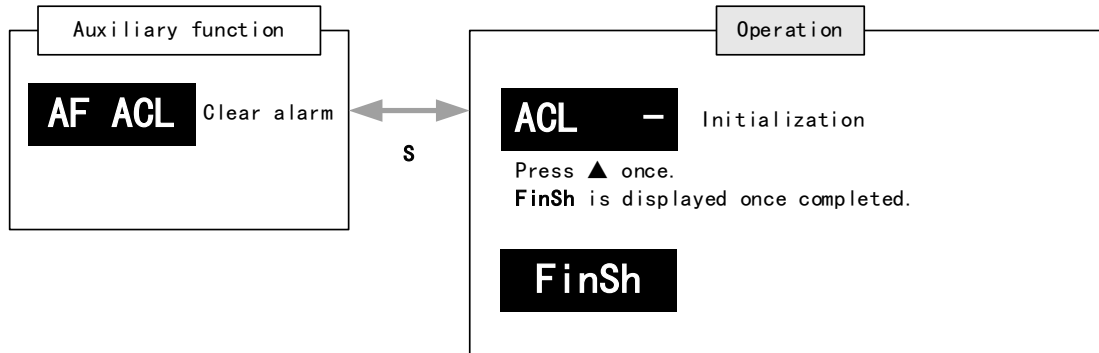 Auxiliary function
AF ACL Clear alarm
S
Operation
ACL – Initialization
Press ▲ once.
FinSh is displayed once completed.
FinSh